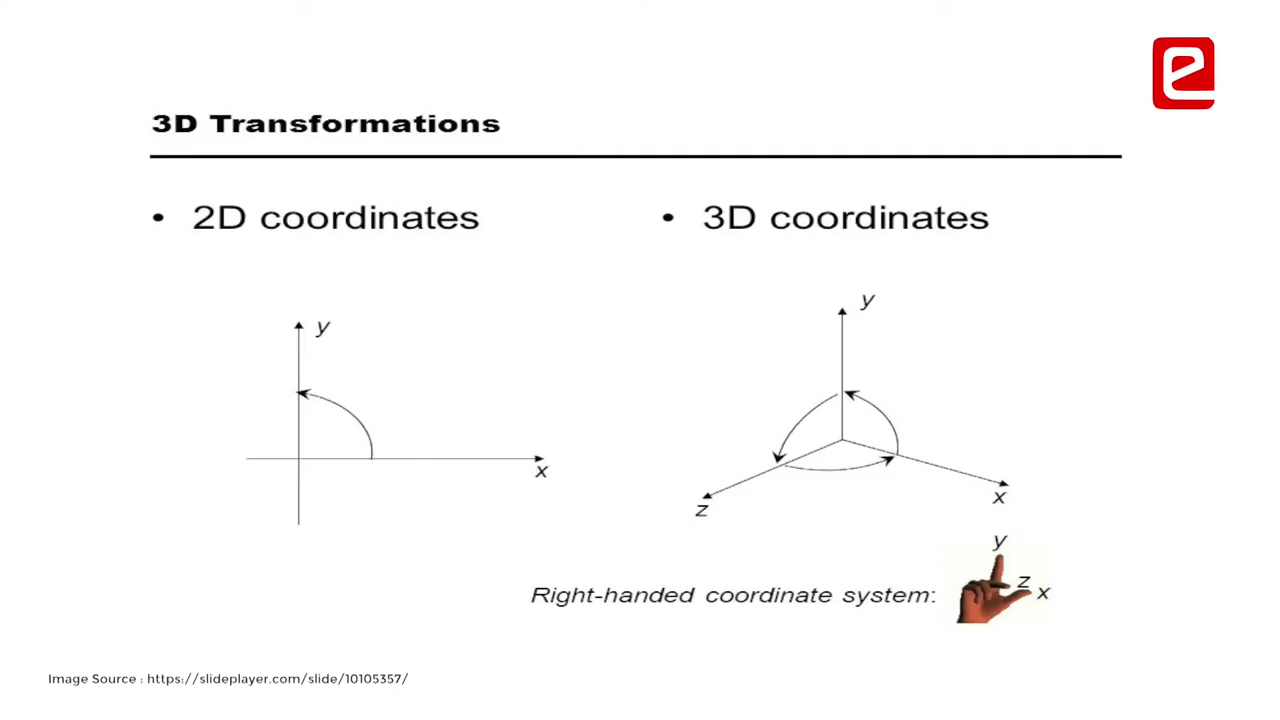 3D Transformations
• 2D coordinates
• 3D coordinates
y
x
y
z
x
y
z
x
Right-handed coordinate system:
Image Source : https://slideplayer.com/slide/10105357/